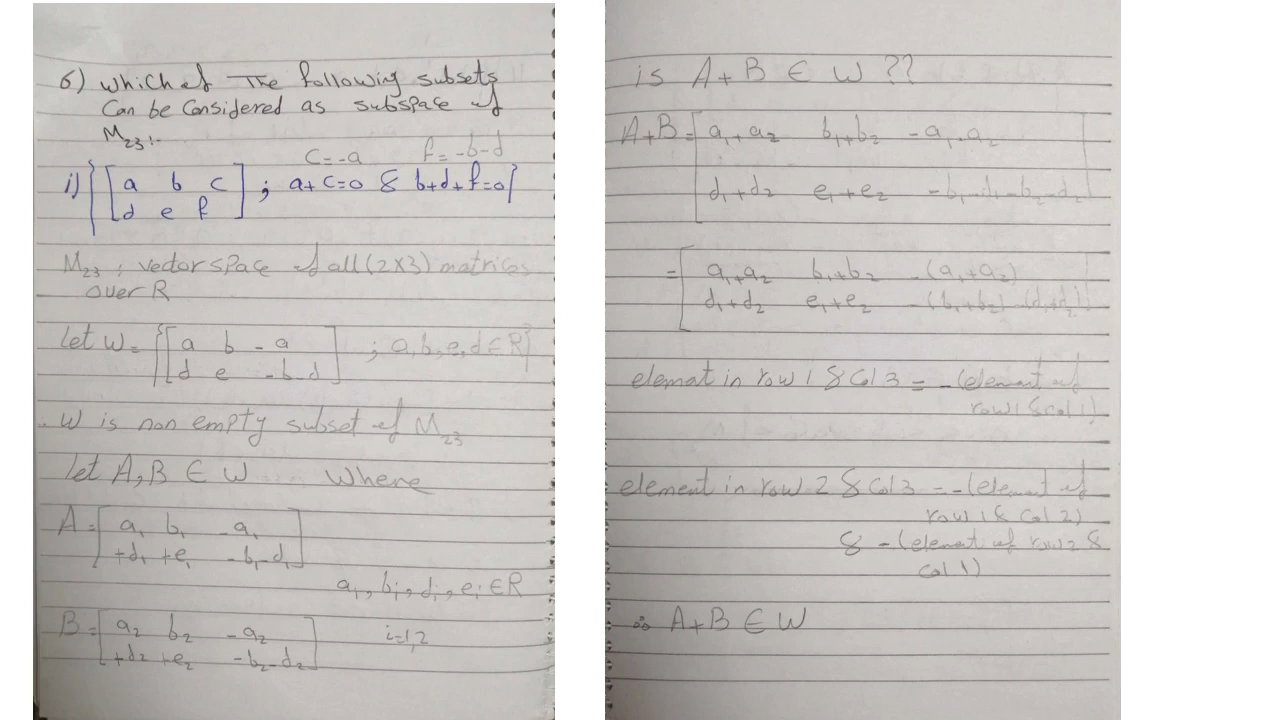 6) which of The following subsets
Can be Considered as subspace of
M₂₃:-
c=-a f=-b-d
i) {[a b c
d e f] ; a+c=0 & b+d+f=0}
M₂₃ : vector space of all (2x3) matrices
over R
let W= {[a b -a
d e -b-d] ; a,b,e,d ∈ R}
W is non empty subset of M₂₃
let A,B ∈ W Where
A=[a₁ b₁ -a₁
+d₁ +e₁ -b₁-d₁]
aᵢ, bᵢ, dᵢ, eᵢ ∈R
B=[a₂ b₂ -a₂
+d₂ +e₂ -b₂-d₂] i=1,2
is A+B ∈ W ??
A+B=[a₁+a₂ b₁+b₂ -a₁-a₂
d₁+d₂ e₁+e₂ -b₁-d₁-b₂-d₂]
=[a₁+a₂ b₁+b₂ -(a₁+a₂)
d₁+d₂ e₁+e₂ -(b₁+b₂)-(d₁+d₂)]
elemat in row 1 & Col 3 = -(element of
row 1 & col 1)
element in row 2 & Col 3 = -(element of
row 1 & Col 2)
& -(elemat of row 2 &
Col 1)
∴ A+B ∈ W